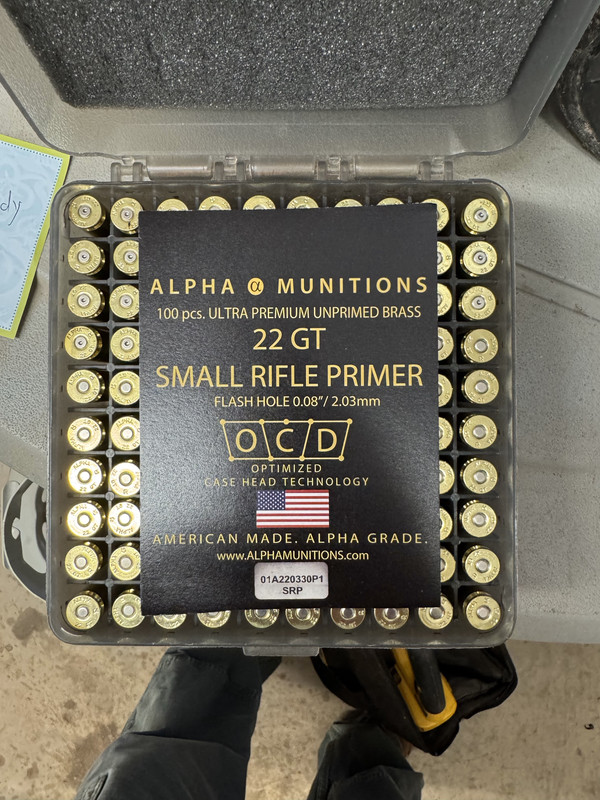 dy
ALPHA α MUNITIONS
100 pcs. ULTRA PREMIUM UNPRIMED BRASS
22 GT
SMALL RIFLE PRIMER
FLASH HOLE 0.08"/ 2.03mm
OCD
OPTIMIZED
CASE HEAD TECHNOLOGY
AMERICAN MADE. ALPHA GRADE.
www.ALPHAMUNITIONS.com
01A220330P1
SRP